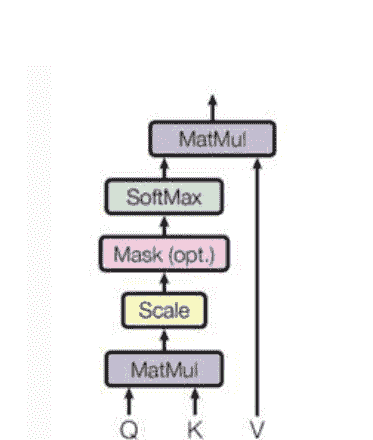 MatMul
SoftMax
Mask (opt.)
Scale
MatMul
Q K V